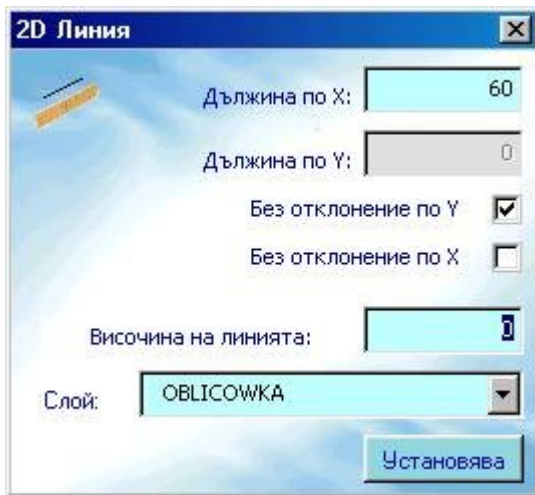 2D Линия
Дължина по X: 60
Дължина по Y: 0
Без отклонение по Y
Без отклонение по X
Височина на линията: 0
Слой: OBLICOWKA
Установява